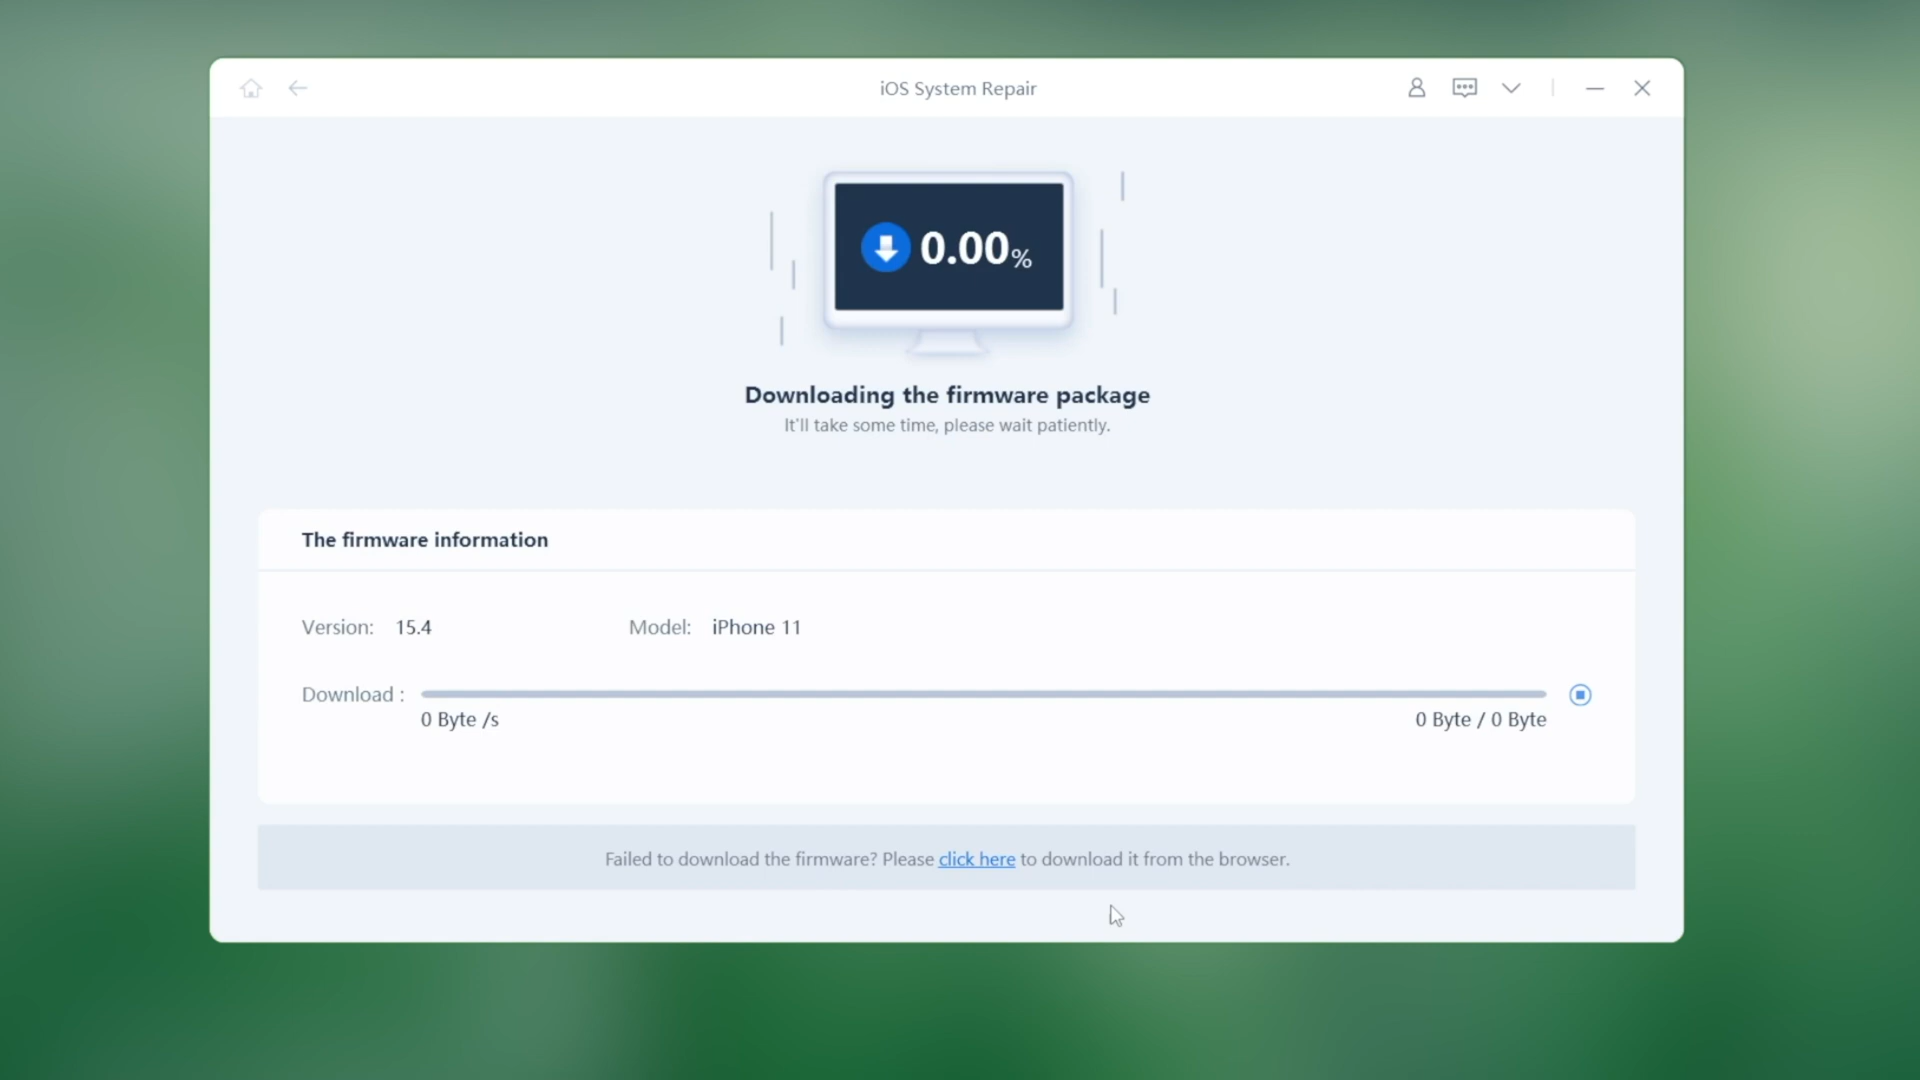 iOS System Repair
0.00%
Downloading the firmware package
It'll take some time, please wait patiently.
The firmware information
Version: 15.4 Model: iPhone 11
Download :
0 Byte /s 0 Byte / 0 Byte
Failed to download the firmware? Please click here to download it from the browser.